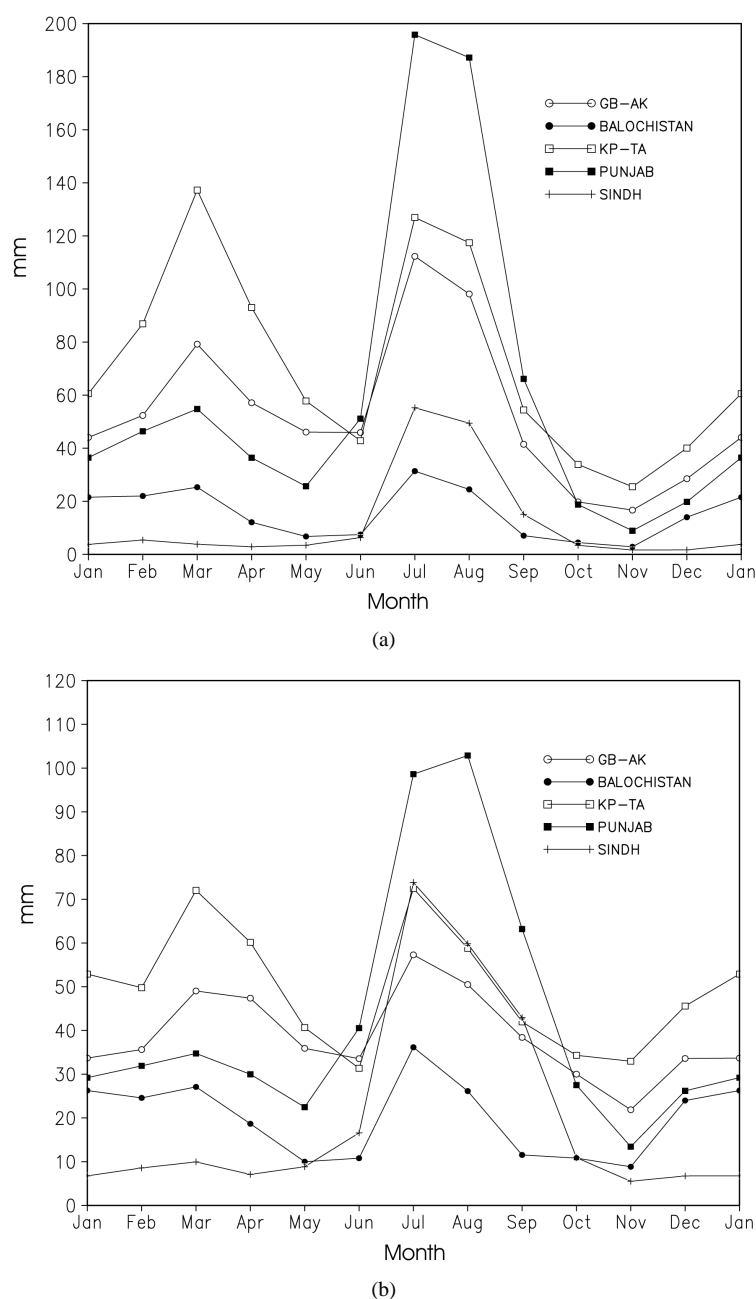 200
180
160
140
120
100
80
60
40
20
0
mm
GB–AK
BALOCHISTAN
KP–TA
PUNJAB
SINDH
Jan Feb Mar Apr May Jun Jul Aug Sep Oct Nov Dec Jan
Month
(a)
120
110
100
90
80
70
60
50
40
30
20
10
0
mm
GB–AK
BALOCHISTAN
KP–TA
PUNJAB
SINDH
Jan Feb Mar Apr May Jun Jul Aug Sep Oct Nov Dec Jan
Month
(b)